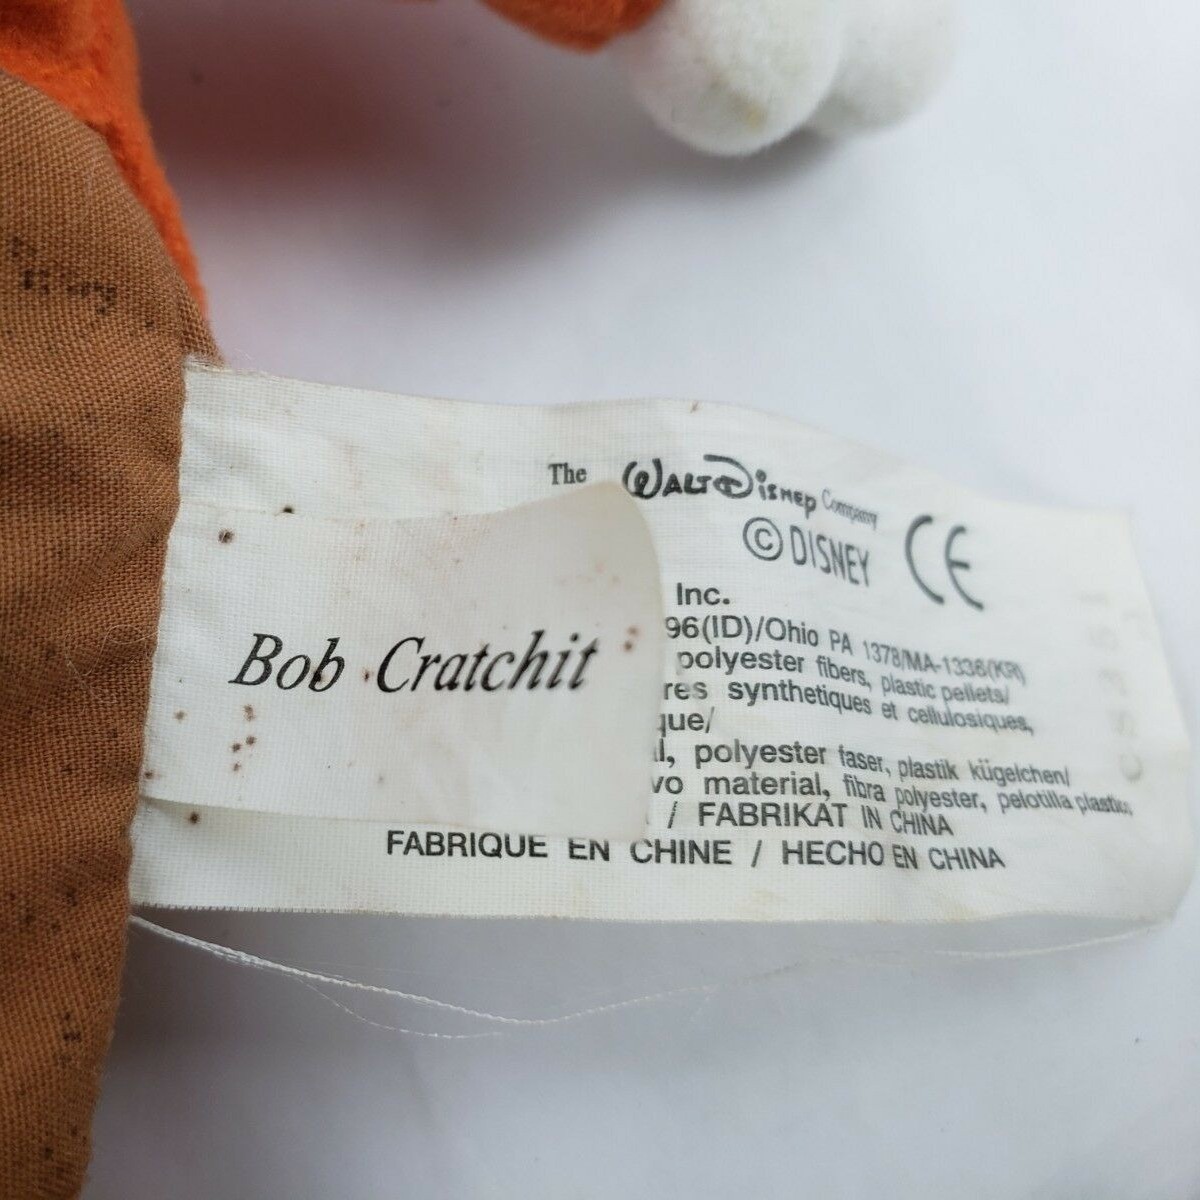 The WALT DISNEP Company
© DISNEY CE
Inc.
96(ID)/Ohio PA 1378/MA-1336(KR)
polyester fibers, plastic pellets/
res synthetiques et cellulosiques,
que/
l, polyester faser, plastik kügelchen/
vo material, fibra polyester, pelotilla plastico.
/ FABRIKAT IN CHINA
FABRIQUE EN CHINE / HECHO EN CHINA
Bob Cratchit